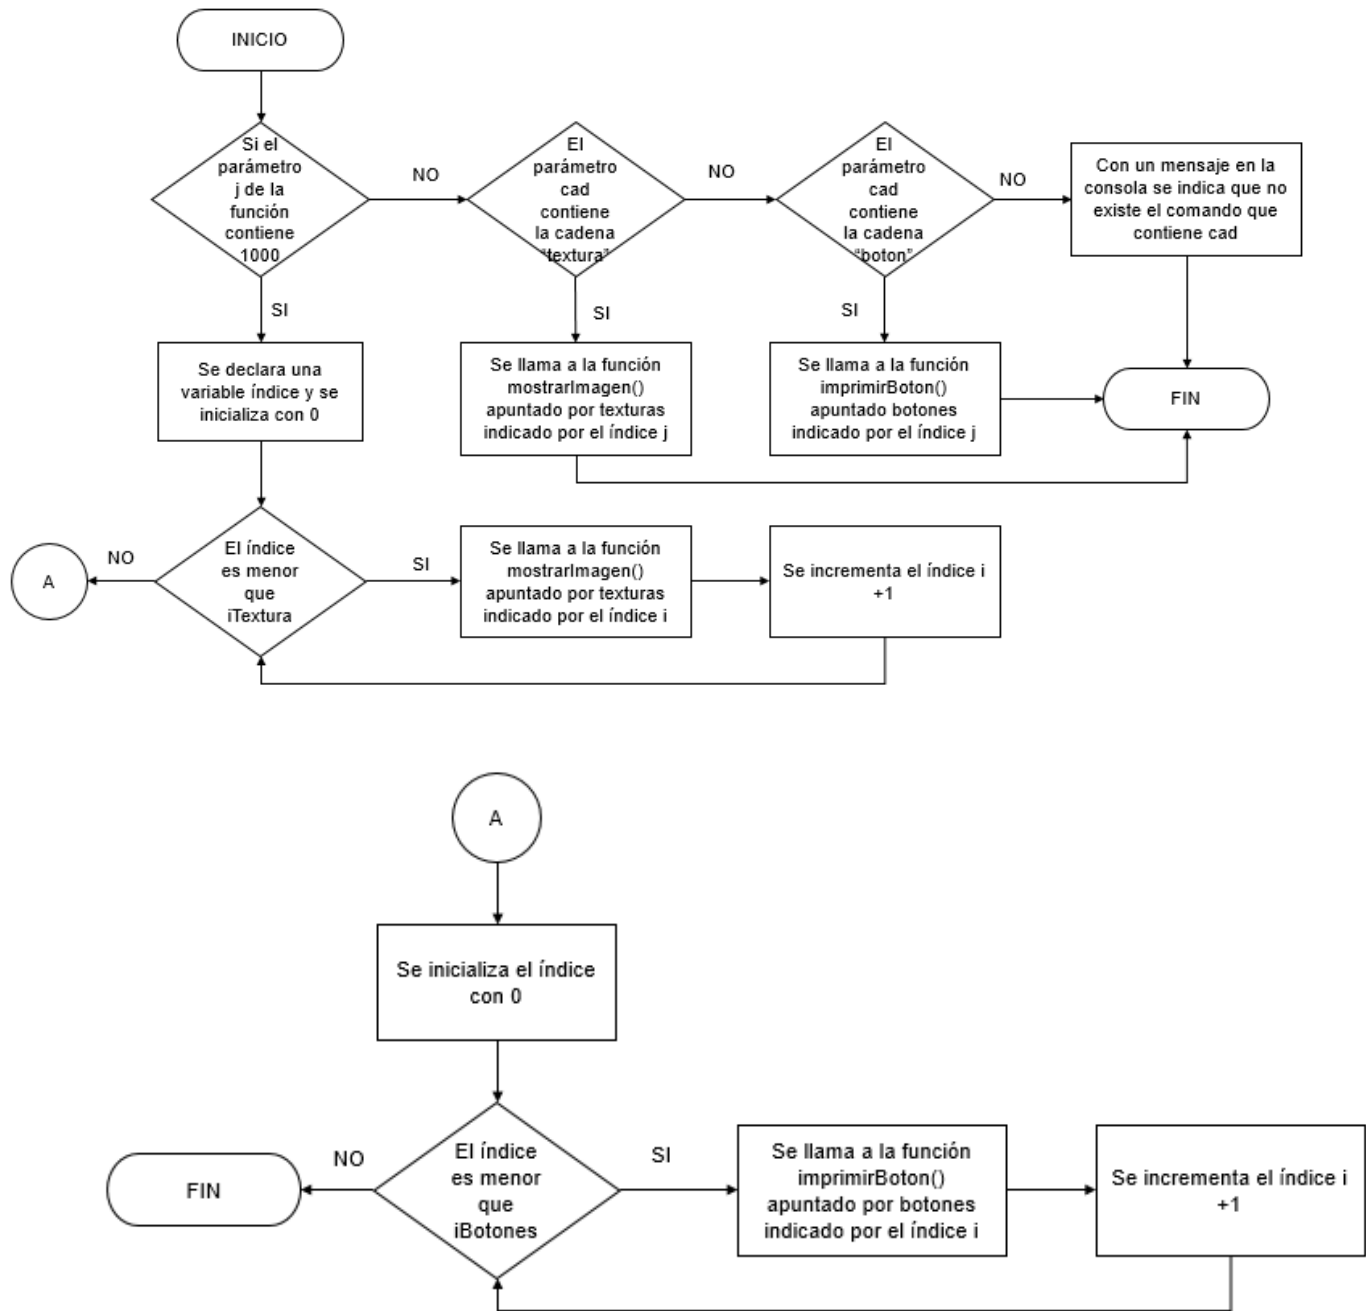 INICIO
Si el
parámetro
j de la
función
contiene
1000
NO
El
parámetro
cad
contiene
la cadena
"textura"
NO
El
parámetro
cad
contiene
la cadena
"boton"
NO
Con un mensaje en la
consola se indica que no
existe el comando que
contiene cad
SI
SI
SI
Se declara una
variable índice y se
inicializa con 0
Se llama a la función
mostrarImagen()
apuntado por texturas
indicado por el índice j
Se llama a la función
imprimirBoton()
apuntado botones
indicado por el índice j
FIN
A
NO
El índice
es menor
que
iTextura
SI
Se llama a la función
mostrarImagen()
apuntado por texturas
indicado por el índice i
Se incrementa el índice i
+1
A
Se inicializa el índice
con 0
FIN
NO
El índice
es menor
que
iBotones
SI
Se llama a la función
imprimirBoton()
apuntado por botones
indicado por el índice i
Se incrementa el índice i
+1